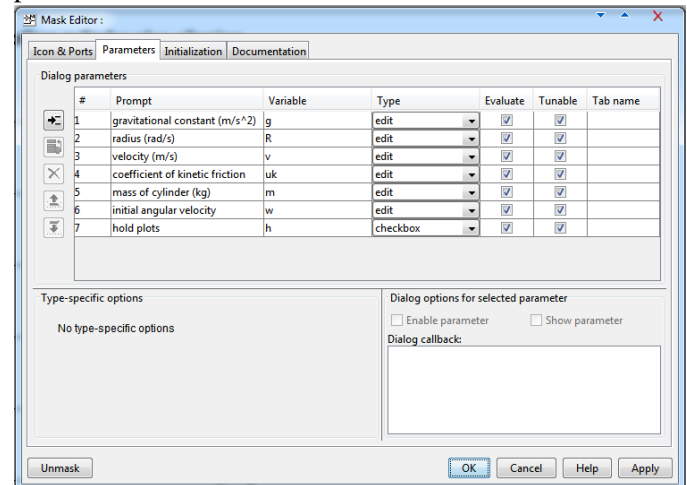 Mask Editor :
Icon & Ports Parameters Initialization Documentation
Dialog parameters
# Prompt Variable Type Evaluate Tunable Tab name
1 gravitational constant (m/s^2) g edit
2 radius (rad/s) R edit
3 velocity (m/s) v edit
4 coefficient of kinetic friction uk edit
5 mass of cylinder (kg) m edit
6 initial angular velocity w edit
7 hold plots h checkbox
Type-specific options
No type-specific options
Dialog options for selected parameter
Enable parameter Show parameter
Dialog callback:
Unmask OK Cancel Help Apply